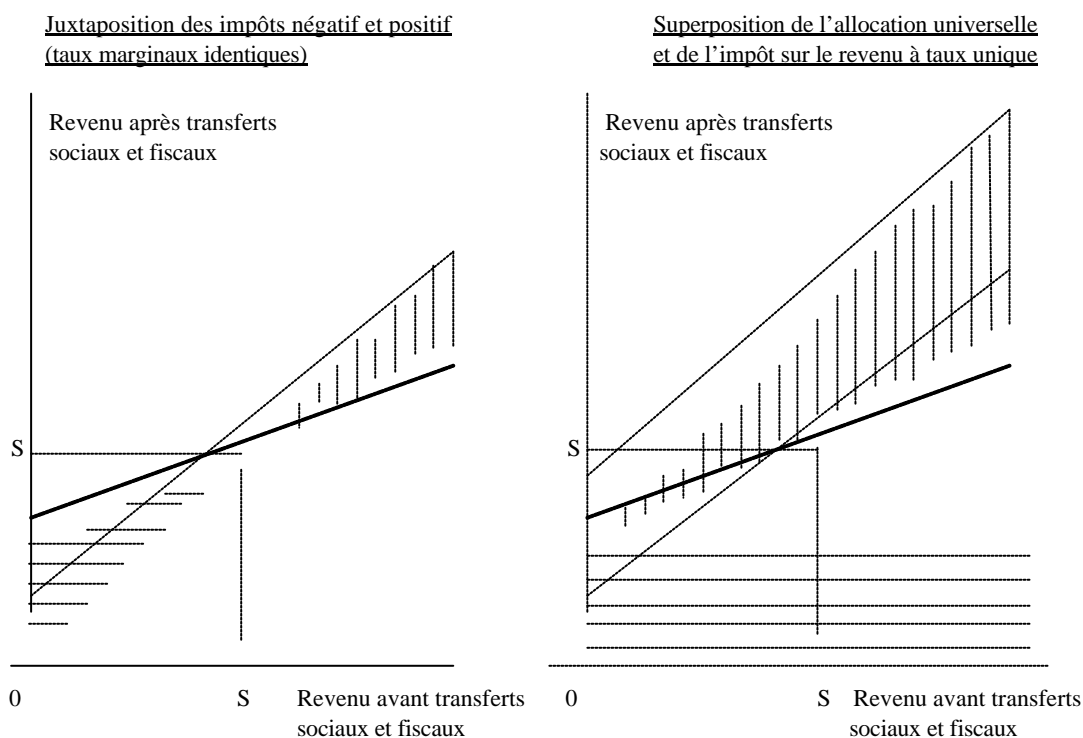 Juxtaposition des impôts négatif et positif
(taux marginaux identiques)
Revenu après transferts
sociaux et fiscaux
S
0
S
Revenu avant transferts
sociaux et fiscaux
Superposition de l’allocation universelle
et de l’impôt sur le revenu à taux unique
Revenu après transferts
sociaux et fiscaux
S
0
S
Revenu avant transferts
sociaux et fiscaux